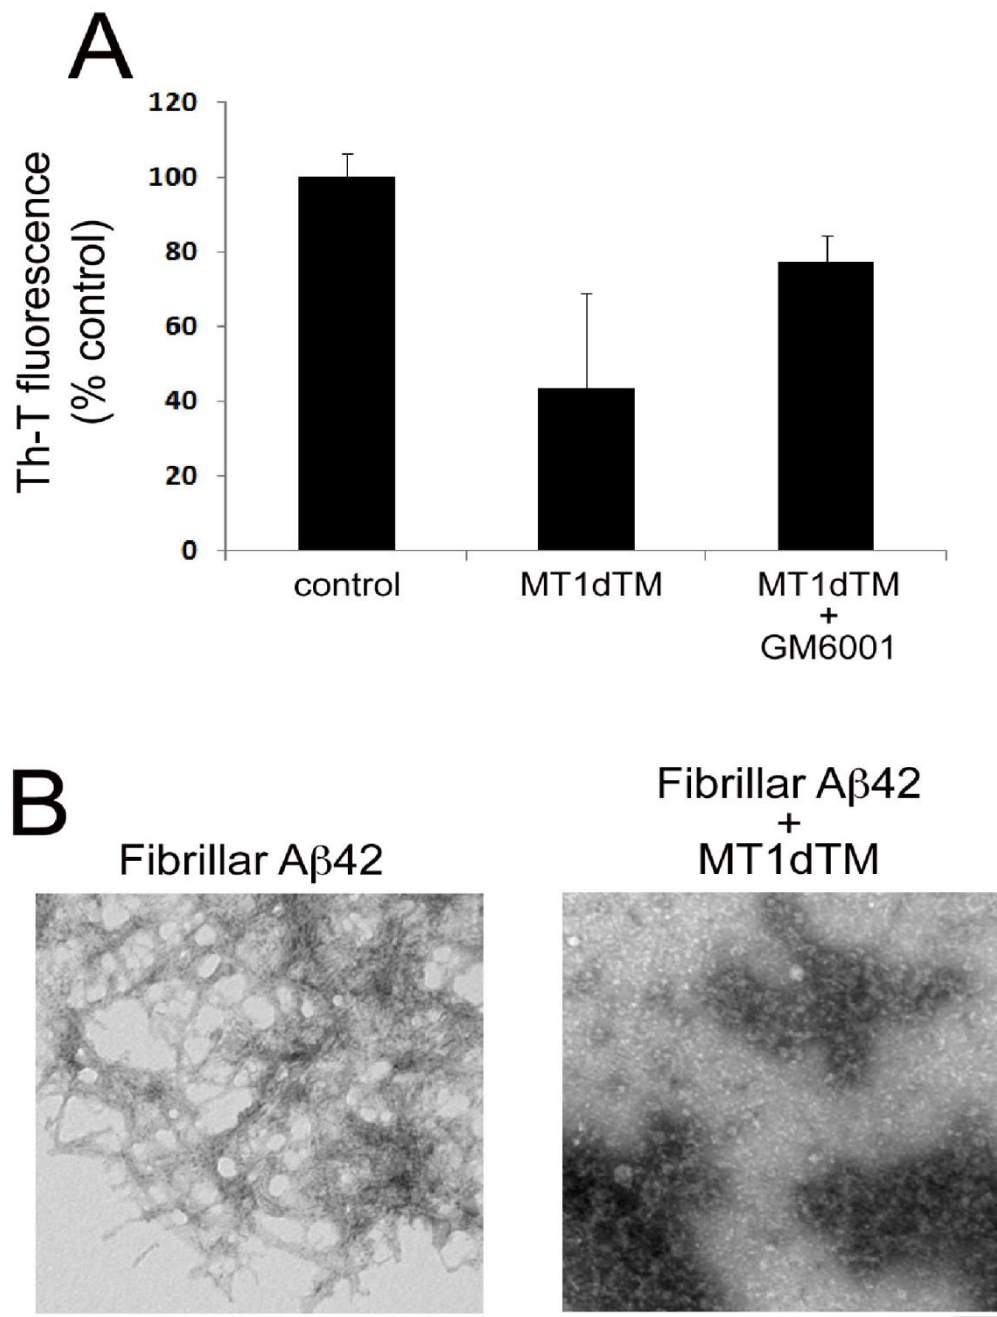 A
Th-T fluorescence
(% control)
120
100
80
60
40
20
0
control
MT1dTM
MT1dTM
+
GM6001
B
Fibrillar Aβ42
Fibrillar Aβ42
+
MT1dTM